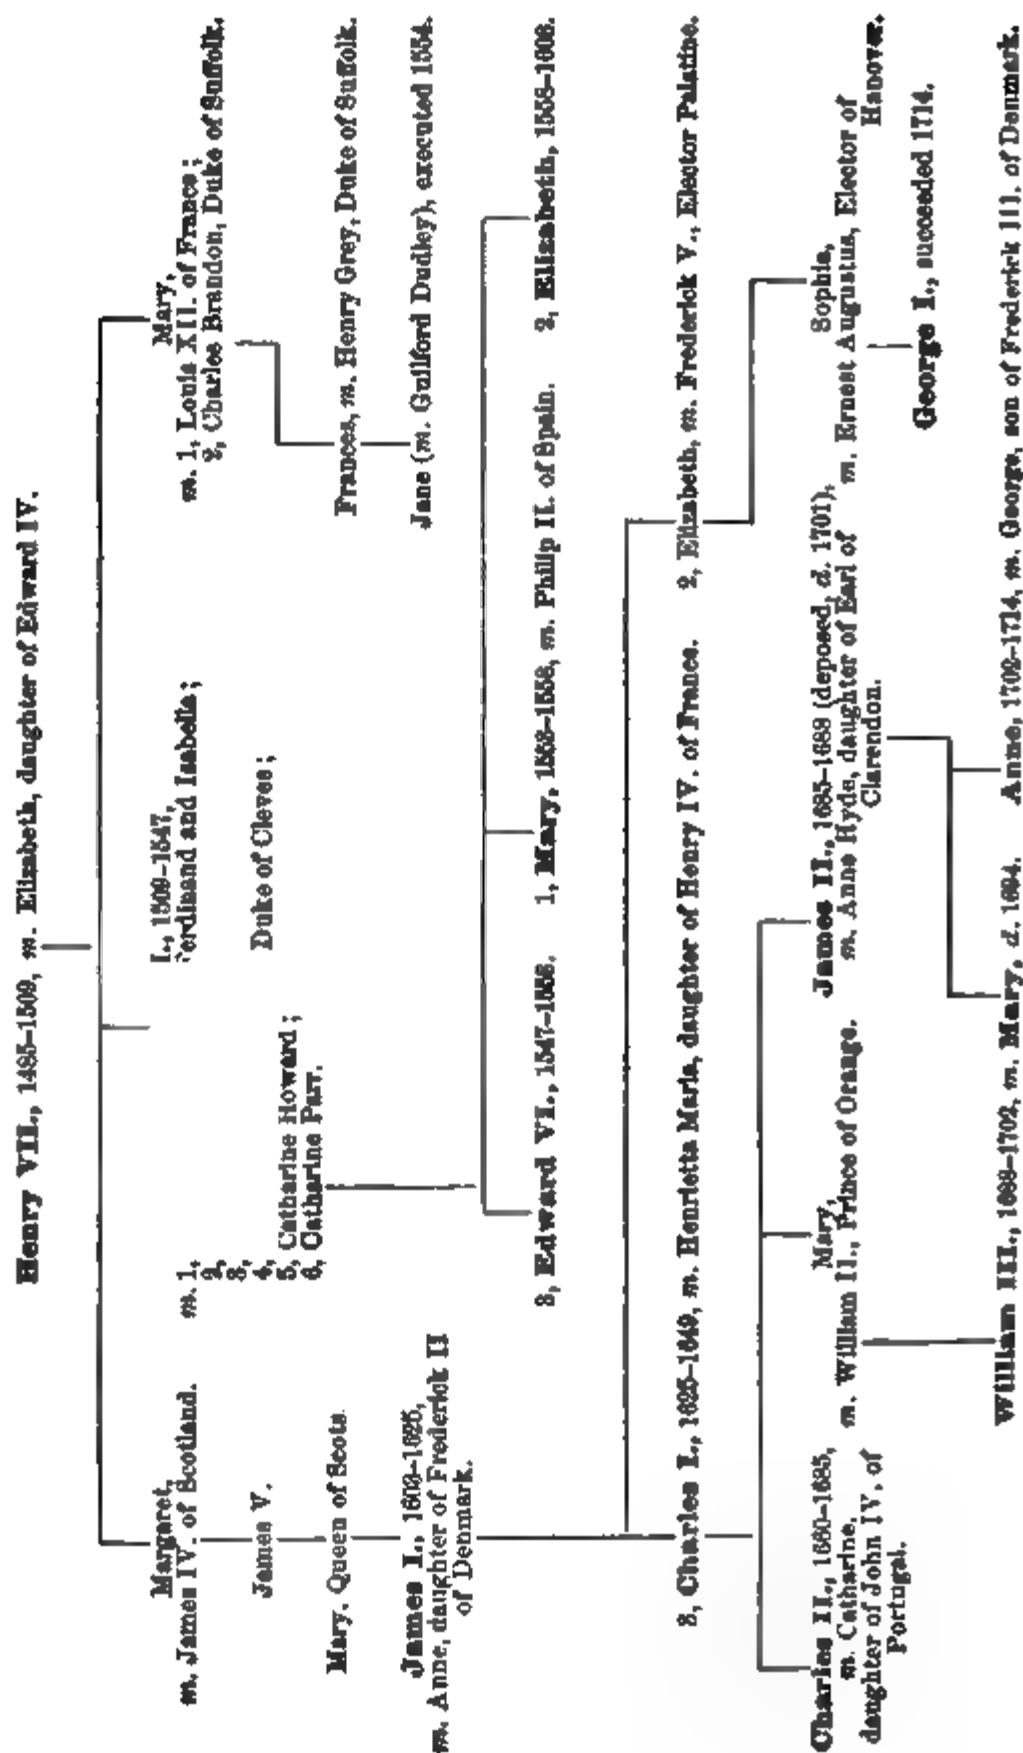 Henry VII., 1485-1509, m. Elizabeth, daughter of Edward IV.
Margaret,
m. James IV. of Scotland.
James V.
Mary, Queen of Scots
James I., 1603-1625,
m. Anne, daughter of Frederick II
of Denmark.
I., 1509-1547,
Ferdinand and Isabella;
m. 1,
2,
3,
4,
Duke of Cleves;
5, Catharine Howard;
6, Catharine Parr.
Mary,
m. 1, Louis XII. of France;
2, Charles Brandon, Duke of Suffolk.
Frances, m. Henry Grey, Duke of Suffolk.
Jane (m. Guilford Dudley), executed 1554.
3, Edward VI., 1547-
1, Mary, m. Philip II. of Spain.
2, Elizabeth, 1558-1603.
3, Charles I., 1625-1649, m. Henrietta Maria, daughter of Henry IV. of France.
2, Elizabeth, m. Frederick V., Elector Palatine.
Charles II., 1660-1685,
m. Catharine,
daughter of John IV. of
Portugal.
Mary,
m. William II., Prince of Orange.
James II., 1685-1688 (deposed, d. 1701),
m. Anne Hyde, daughter of Earl of
Clarendon.
Sophia,
m. Ernest Augustus, Elector of
Hanover.
George I., succeeded 1714.
William III., 1688-1702, m. Mary, d. 1694.
Anne, 1702-1714, m. George, son of Frederick III. of Denmark.